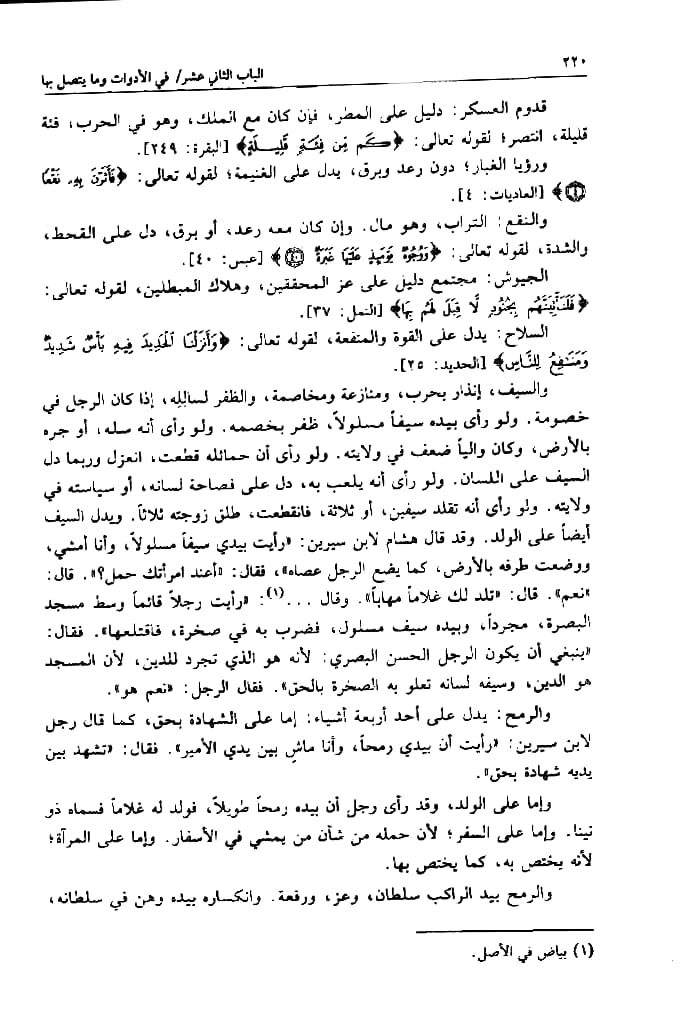 ٢٢٠
الباب الثاني عشر/ في الأدوات وما يتصل بها
قدوم العسكر: دليل على المطر، فإن كان مع الملك، وهو في الحرب، فئة
قليلة، انتصر؛ لقوله تعالى: ﴿كَم مِّن فِئَةٍ قَلِيلَةٍ﴾ [البقرة: ٢٤٩].
ورؤيا الغبار؛ دون رعد وبرق، يدل على الغنيمة؛ لقوله تعالى: ﴿فَأَثَرْنَ بِهِ نَقْعًا
﴿٤﴾﴾ [العاديات: ٤].
والنقع: التراب، وهو مال. وإن كان معه رعد، أو برق، دل على القحط،
والشدة، لقوله تعالى: ﴿وَوُجُوهٌ يَوْمَئِذٍ عَلَيْهَا غَبَرَةٌ ﴿٤٠﴾﴾ [عبس: ٤٠].
الجيوش: مجتمع دليل على عز المحققين، وهلاك المبطلين، لقوله تعالى:
﴿فَلَنَأْتِيَنَّهُم بِجُنُودٍ لَّا قِبَلَ لَهُم بِهَا﴾ [النمل: ٣٧].
السلاح: يدل على القوة والمنفعة، لقوله تعالى: ﴿وَأَنزَلْنَا الْحَدِيدَ فِيهِ بَأْسٌ شَدِيدٌ
وَمَنَافِعُ لِلنَّاسِ﴾ [الحديد: ٢٥].
والسيف، إنذار بحرب، ومنازعة ومخاصمة، والظفر لسالِلِه، إذا كان الرجل في
خصومة. ولو رأى بيده سيفاً مسلولاً، ظفر بخصمه. ولو رأى أنه سله، أو جره
بالأرض، وكان والياً ضعف في ولايته. ولو رأى أن حمائله قطعت، انعزل وربما دل
السيف على اللسان. ولو رأى أنه يلعب به، دل على فصاحة لسانه، أو سياسته في
ولايته. ولو رأى أنه تقلد سيفين، أو ثلاثة، فانقطعت، طلق زوجته ثلاثاً. ويدل السيف
أيضاً على الولد. وقد قال هشام لابن سيرين: «رأيت بيدي سيفاً مسلولاً، وأنا أمشي،
ووضعت طرفه بالأرض، كما يضع الرجل عصاه»، فقال: «أعند امرأتك حمل؟». قال:
«نعم». قال: «تلد لك غلاماً مهاباً». وقال ...(١): «رأيت رجلاً قائماً وسط مسجد
البصرة، مجرداً، وبيده سيف مسلول، فضرب به في صخرة، فاقتلعها». فقال:
«ينبغي أن يكون الرجل الحسن البصري: لأنه هو الذي تجرد للدين، لأن المسجد
هو الدين، وسيفه لسانه تعلو به الصخرة بالحق». فقال الرجل: «نعم هو».
والرمح: يدل على أحد أربعة أشياء: إما على الشهادة بحق، كما قال رجل
لابن سيرين: «رأيت أن بيدي رمحاً، وأنا ماشٍ بين يدي الأمير». فقال: «تشهد بين
يديه شهادة بحق».
وإما على الولد، وقد رأى رجل أن بيده رمحاً طويلاً، فولد له غلاماً فسماه ذو
نينا. وإما على السفر؛ لأن حمله من شأن من يمشي في الأسفار. وإما على المرآة؛
لأنه يختص به، كما يختص بها.
والرمح بيد الراكب سلطان، وعز، ورفعة. وانكساره بيده وهن في سلطانه،
(١) بياض في الأصل.